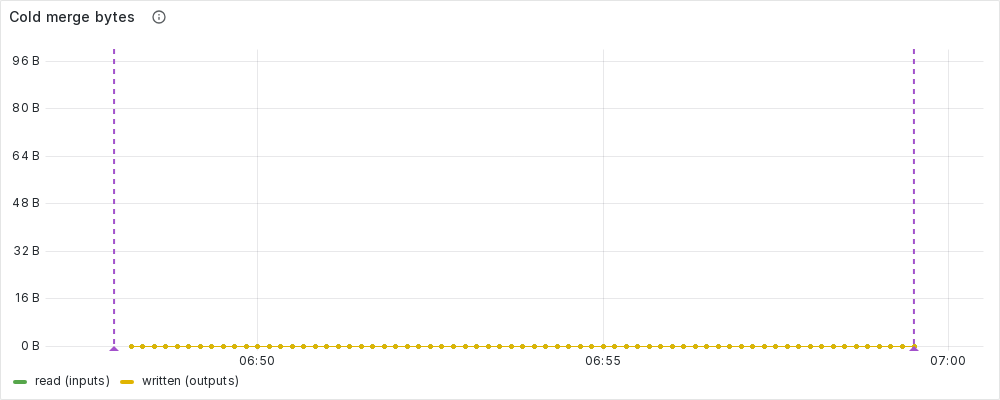 Cold merge bytes
96 B
80 B
64 B
48 B
32 B
16 B
0 B
06:50 06:55 07:00
read (inputs) written (outputs)